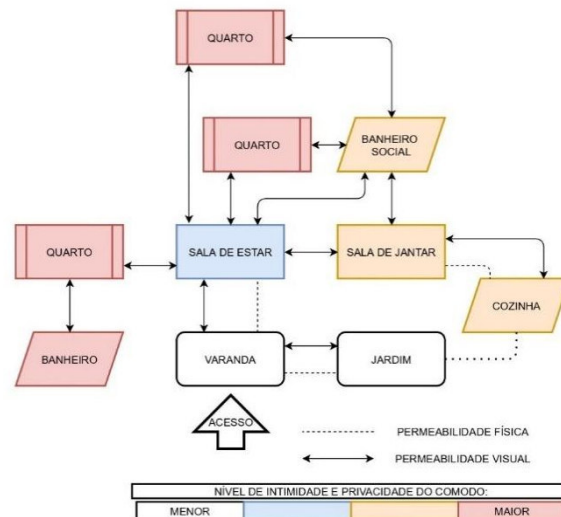 QUARTO
QUARTO
BANHEIRO
SOCIAL
QUARTO
SALA DE ESTAR
SALA DE JANTAR
COZINHA
BANHEIRO
VARANDA
JARDIM
ACESSO
PERMEABILIDADE FÍSICA
PERMEABILIDADE VISUAL
NÍVEL DE INTIMIDADE E PRIVACIDADE DO COMODO:
MENOR
MAIOR